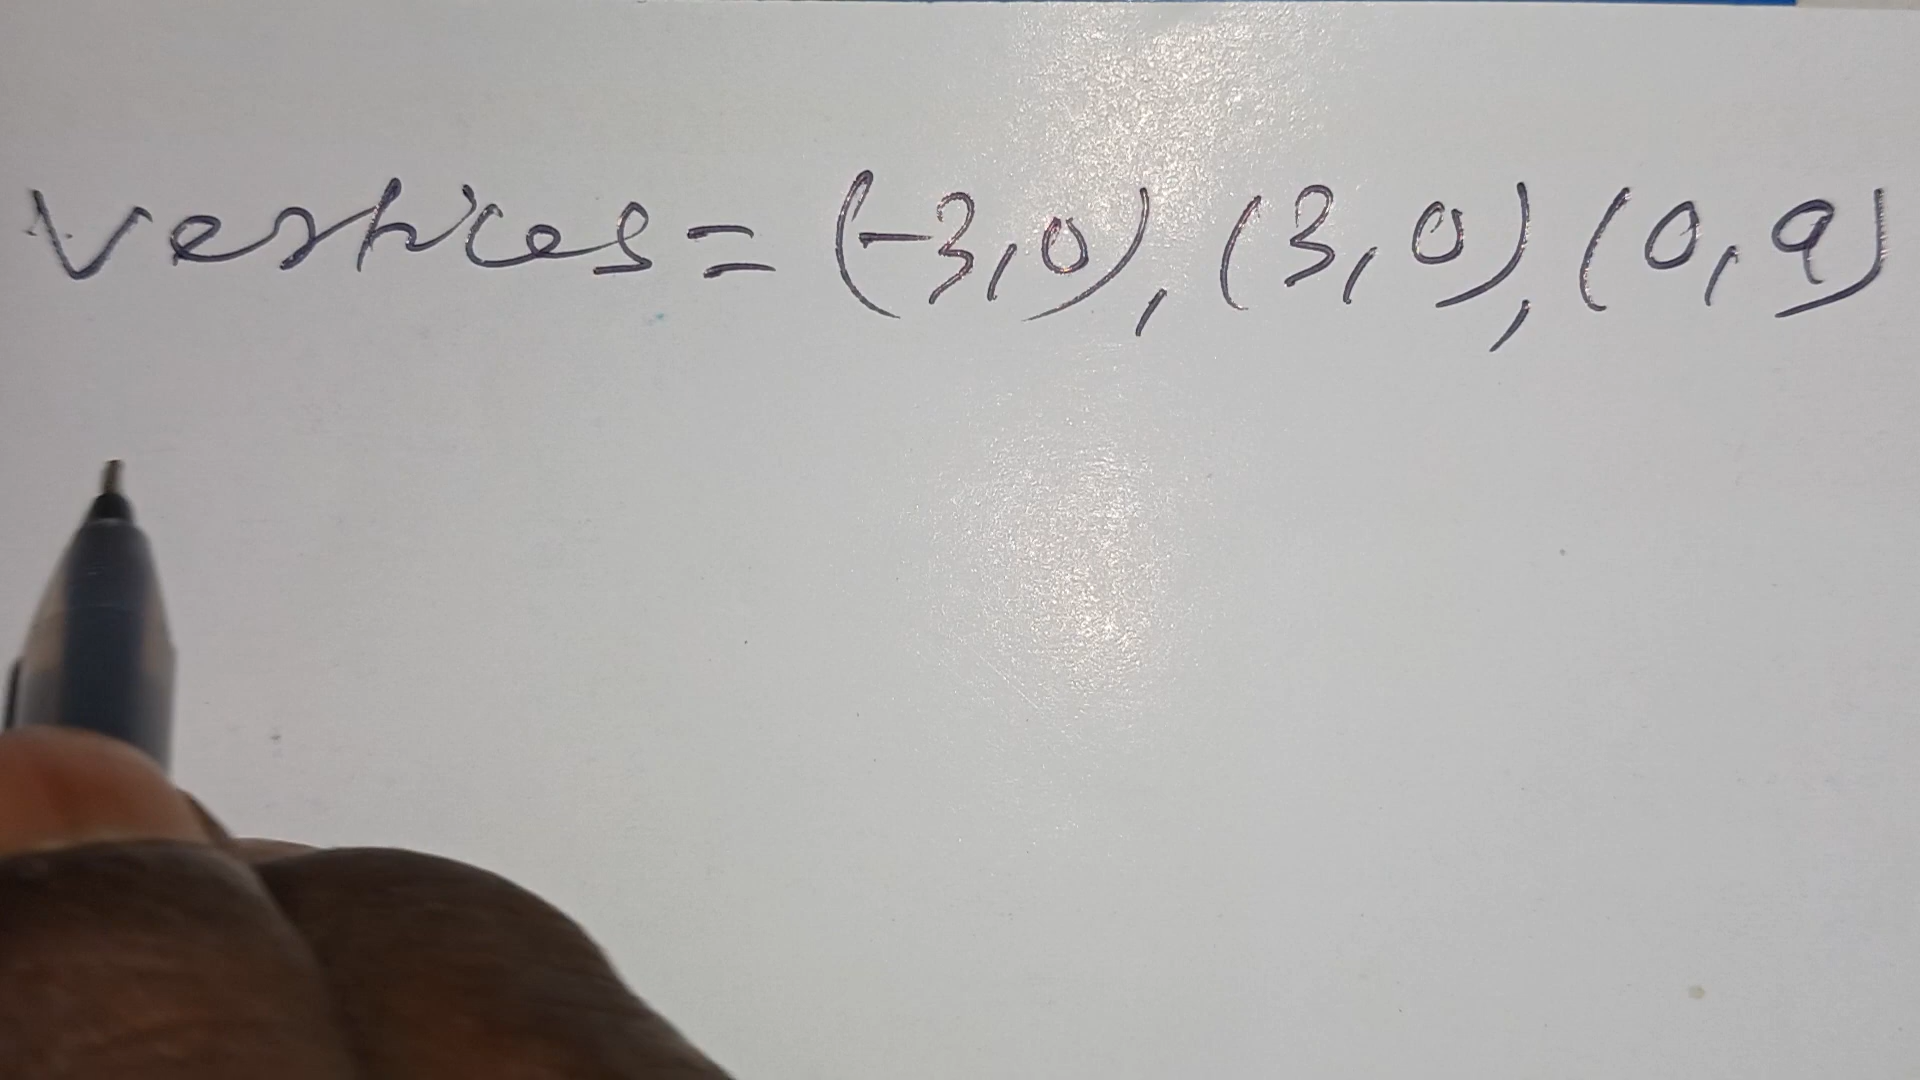 vertices = (-3,0), (3,0), (0,9)